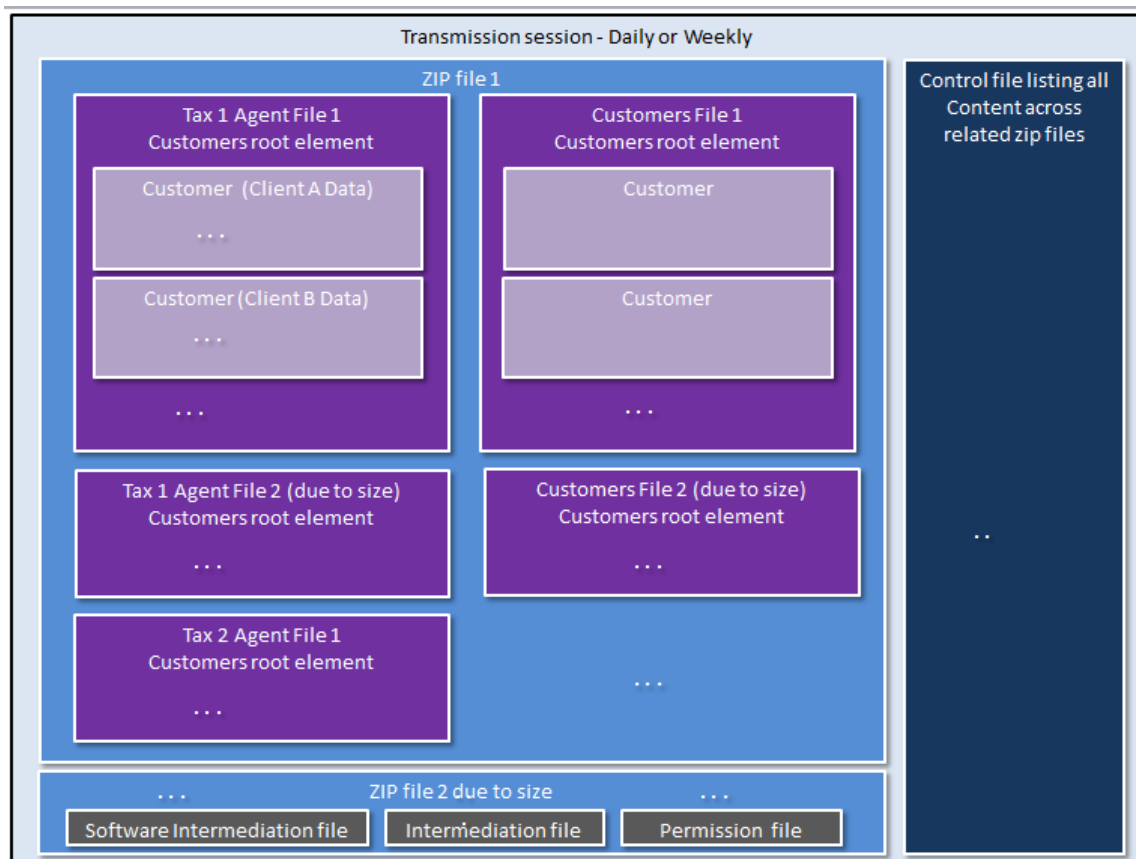 Transmission session - Daily or Weekly
ZIP file 1
Tax 1 Agent File 1
Customers root element
Customer (Client A Data)
...
Customer (Client B Data)
...
...
Customers File 1
Customers root element
Customer
Customer
...
Tax 1 Agent File 2 (due to size)
Customers root element
...
Customers File 2 (due to size)
Customers root element
...
Tax 2 Agent File 1
Customers root element
...
...
ZIP file 2 due to size
...
...
Software Intermediation file
Intermediation file
Permission file
Control file listing all
Content across
related zip files
..